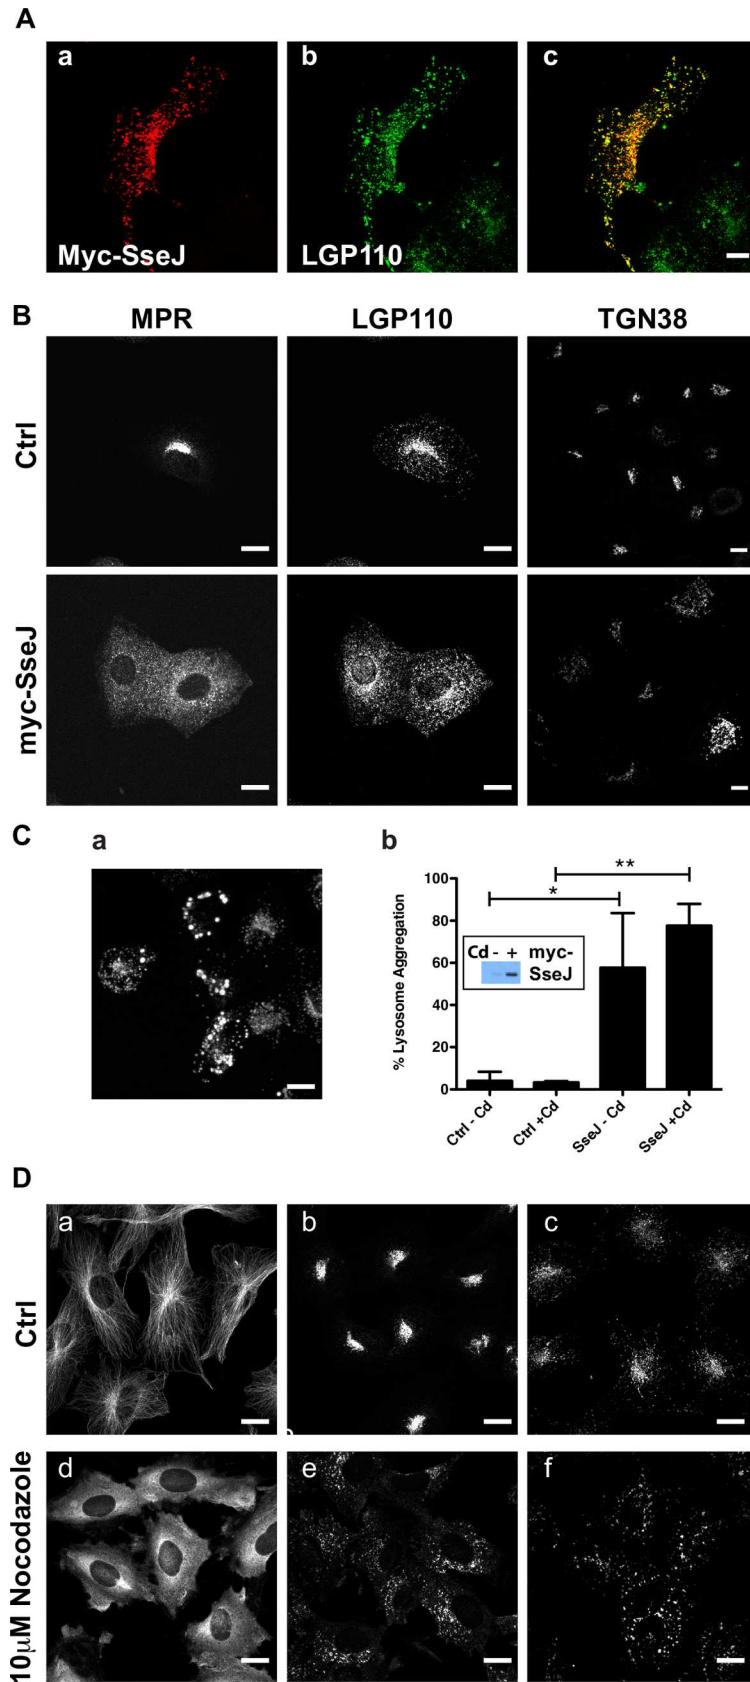 A
a
b
c
Myc-SseJ
LGP110
B
MPR
LGP110
TGN38
Ctrl
myc-SseJ
C
a
b
**
*
100
80
60
40
20
0
% Lysosome Aggregation
Cd - + myc-
SseJ
Ctrl - Cd
Ctrl +Cd
SseJ - Cd
SseJ +Cd
D
a
b
c
Ctrl
d
e
f
10µM Nocodazole